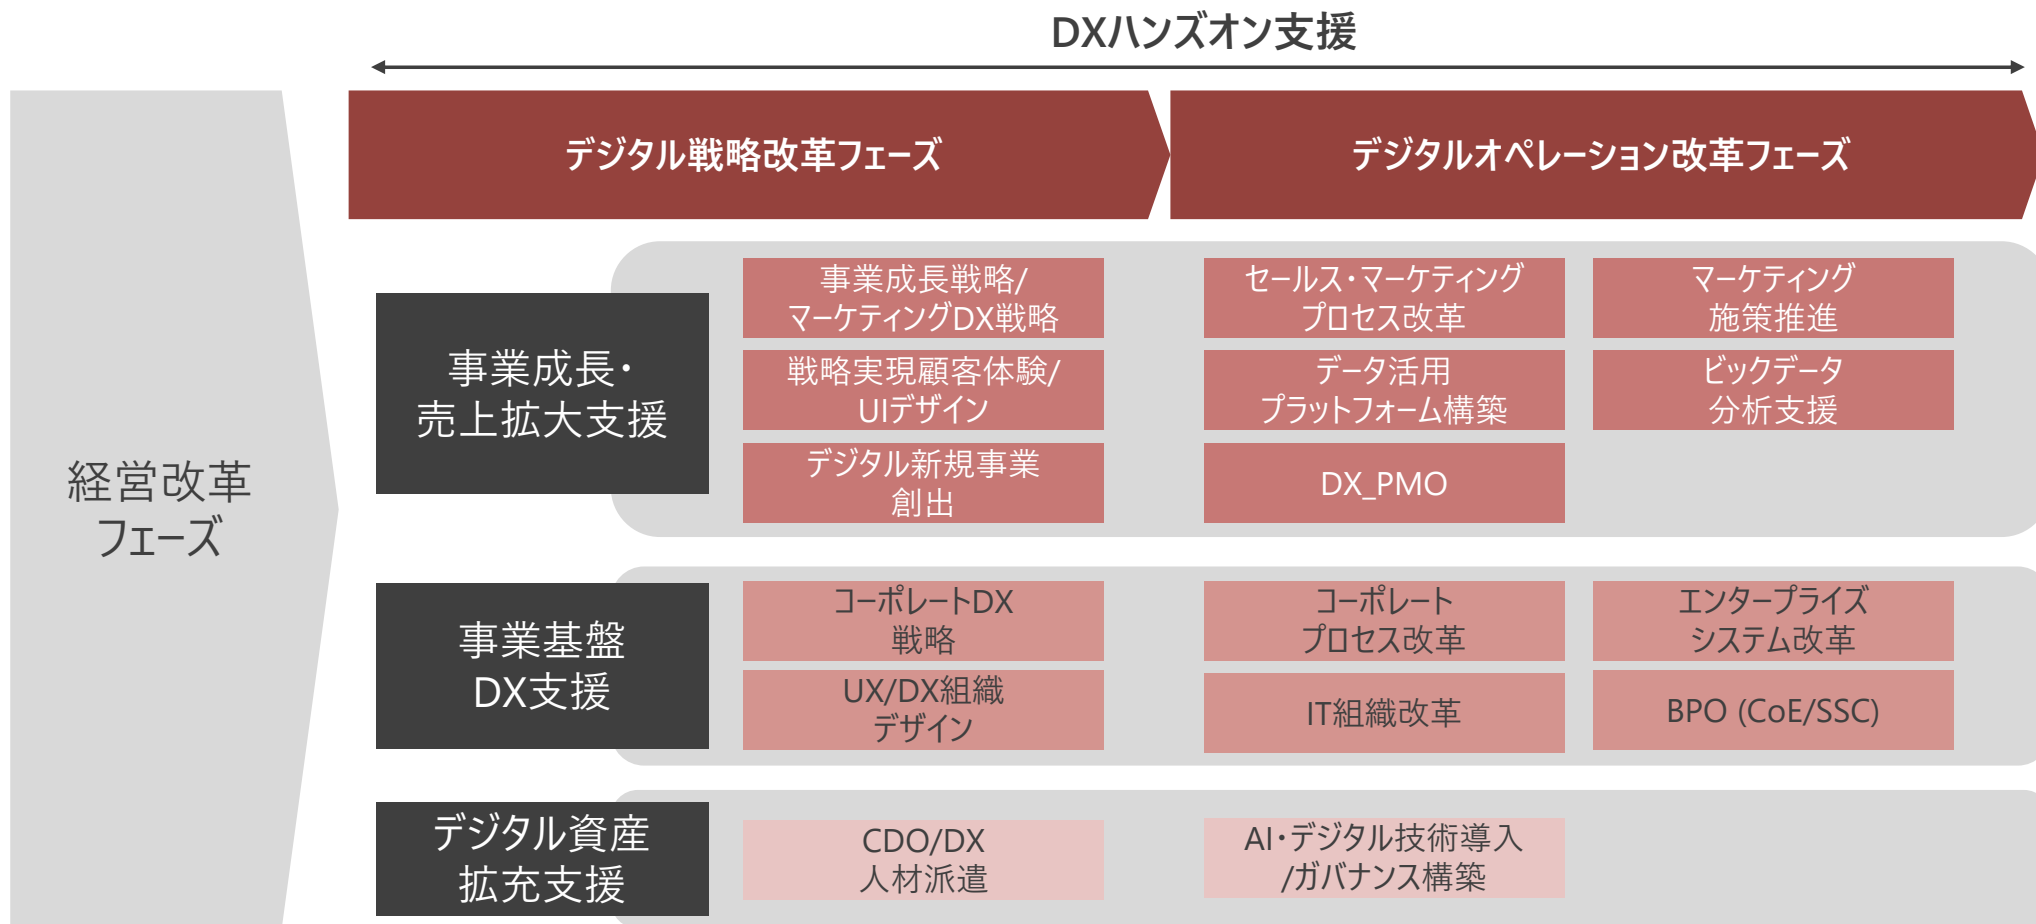 DXハンズオン支援
デジタル戦略改革フェーズ
デジタルオペレーション改革フェーズ
経営改革
フェーズ
事業成長・
売上拡大支援
事業成長戦略/
マーケティングDX戦略
セールス・マーケティング
プロセス改革
マーケティング
施策推進
戦略実現顧客体験/
UIデザイン
データ活用
プラットフォーム構築
ビックデータ
分析支援
デジタル新規事業
創出
DX_PMO
事業基盤
DX支援
コーポレートDX
戦略
コーポレート
プロセス改革
エンタープライズ
システム改革
UX/DX組織
デザイン
IT組織改革
BPO (CoE/SSC)
デジタル資産
拡充支援
CDO/DX
人材派遣
AI・デジタル技術導入
/ガバナンス構築